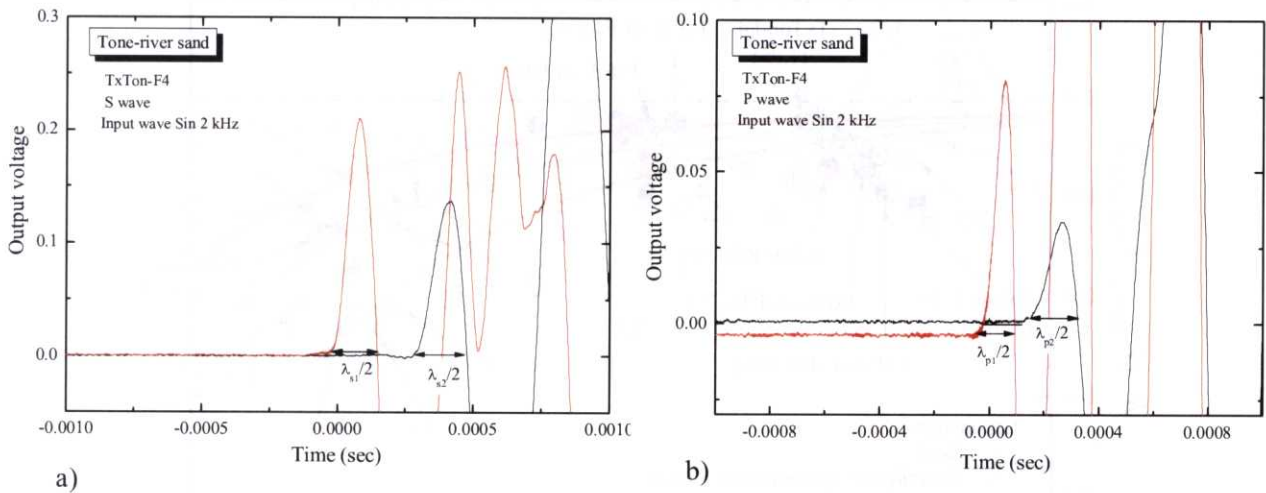 Tone-river sand
TxTon-F4
S wave
Input wave Sin 2 kHz
Output voltage
0.3
0.2
0.1
0.0
λs1/2
λs2/2
-0.0010
-0.0005
0.0000
0.0005
0.0010
Time (sec)
a)
Tone-river sand
TxTon-F4
P wave
Input wave Sin 2 kHz
Output voltage
0.10
0.05
0.00
λp1/2
λp2/2
-0.0008
-0.0004
0.0000
0.0004
0.0008
Time (sec)
b)